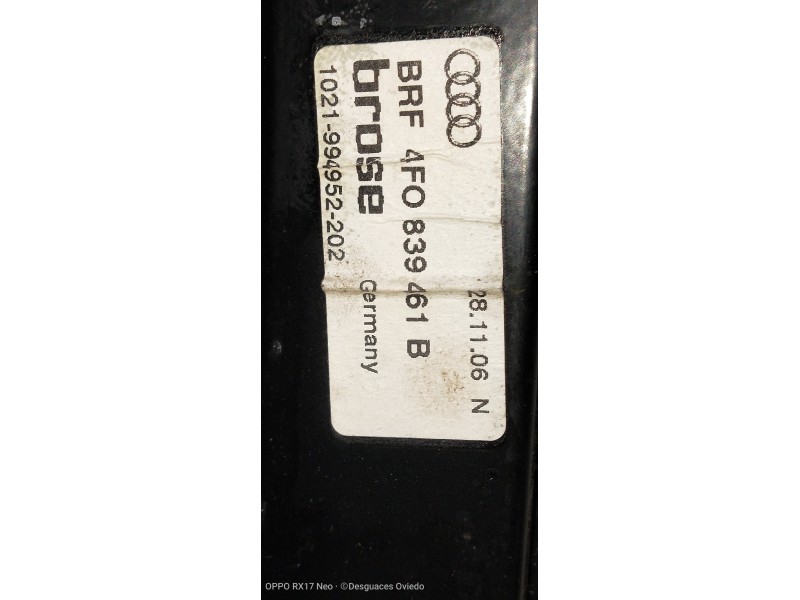 28.11.06 N
BRF 4F0 839 461 B
brose Germany
1021-994952-202
OPPO RX17 Neo · ©Desguaces Oviedo